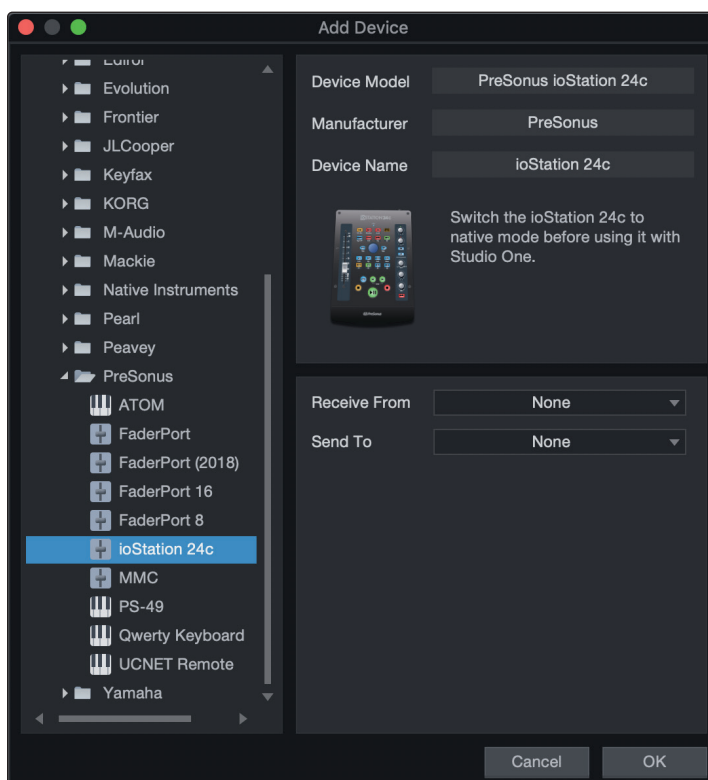 Add Device
Edirol
Evolution
Frontier
JLCooper
Keyfax
KORG
M-Audio
Mackie
Native Instruments
Pearl
Peavey
PreSonus
ATOM
FaderPort
FaderPort (2018)
FaderPort 16
FaderPort 8
ioStation 24c
MMC
PS-49
Qwerty Keyboard
UCNET Remote
Yamaha
Device Model PreSonus ioStation 24c
Manufacturer PreSonus
Device Name ioStation 24c
Switch the ioStation 24c to
native mode before using it with
Studio One.
Receive From None
Send To None
Cancel OK